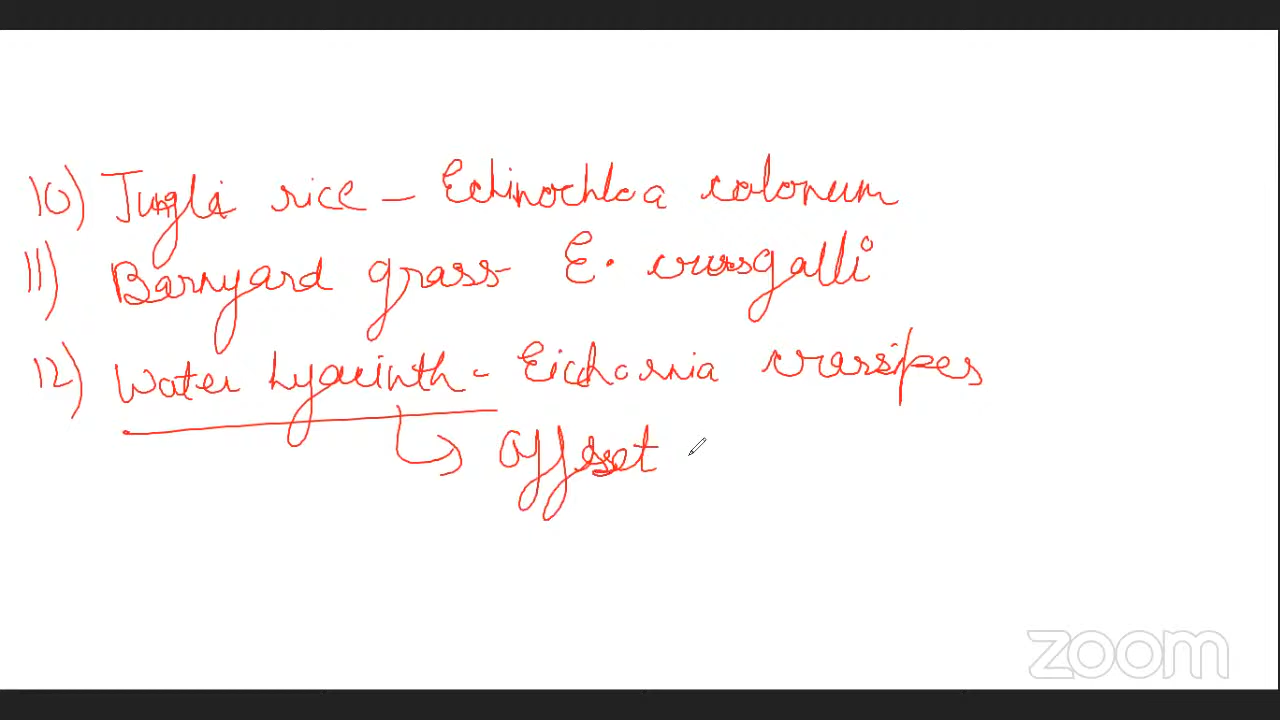 10) Jungli rice - Echinochloa colonum
11) Barnyard grass E. crusgalli
12) Water hyacinth - Eichornia crassipes
↳ Offset
zoom